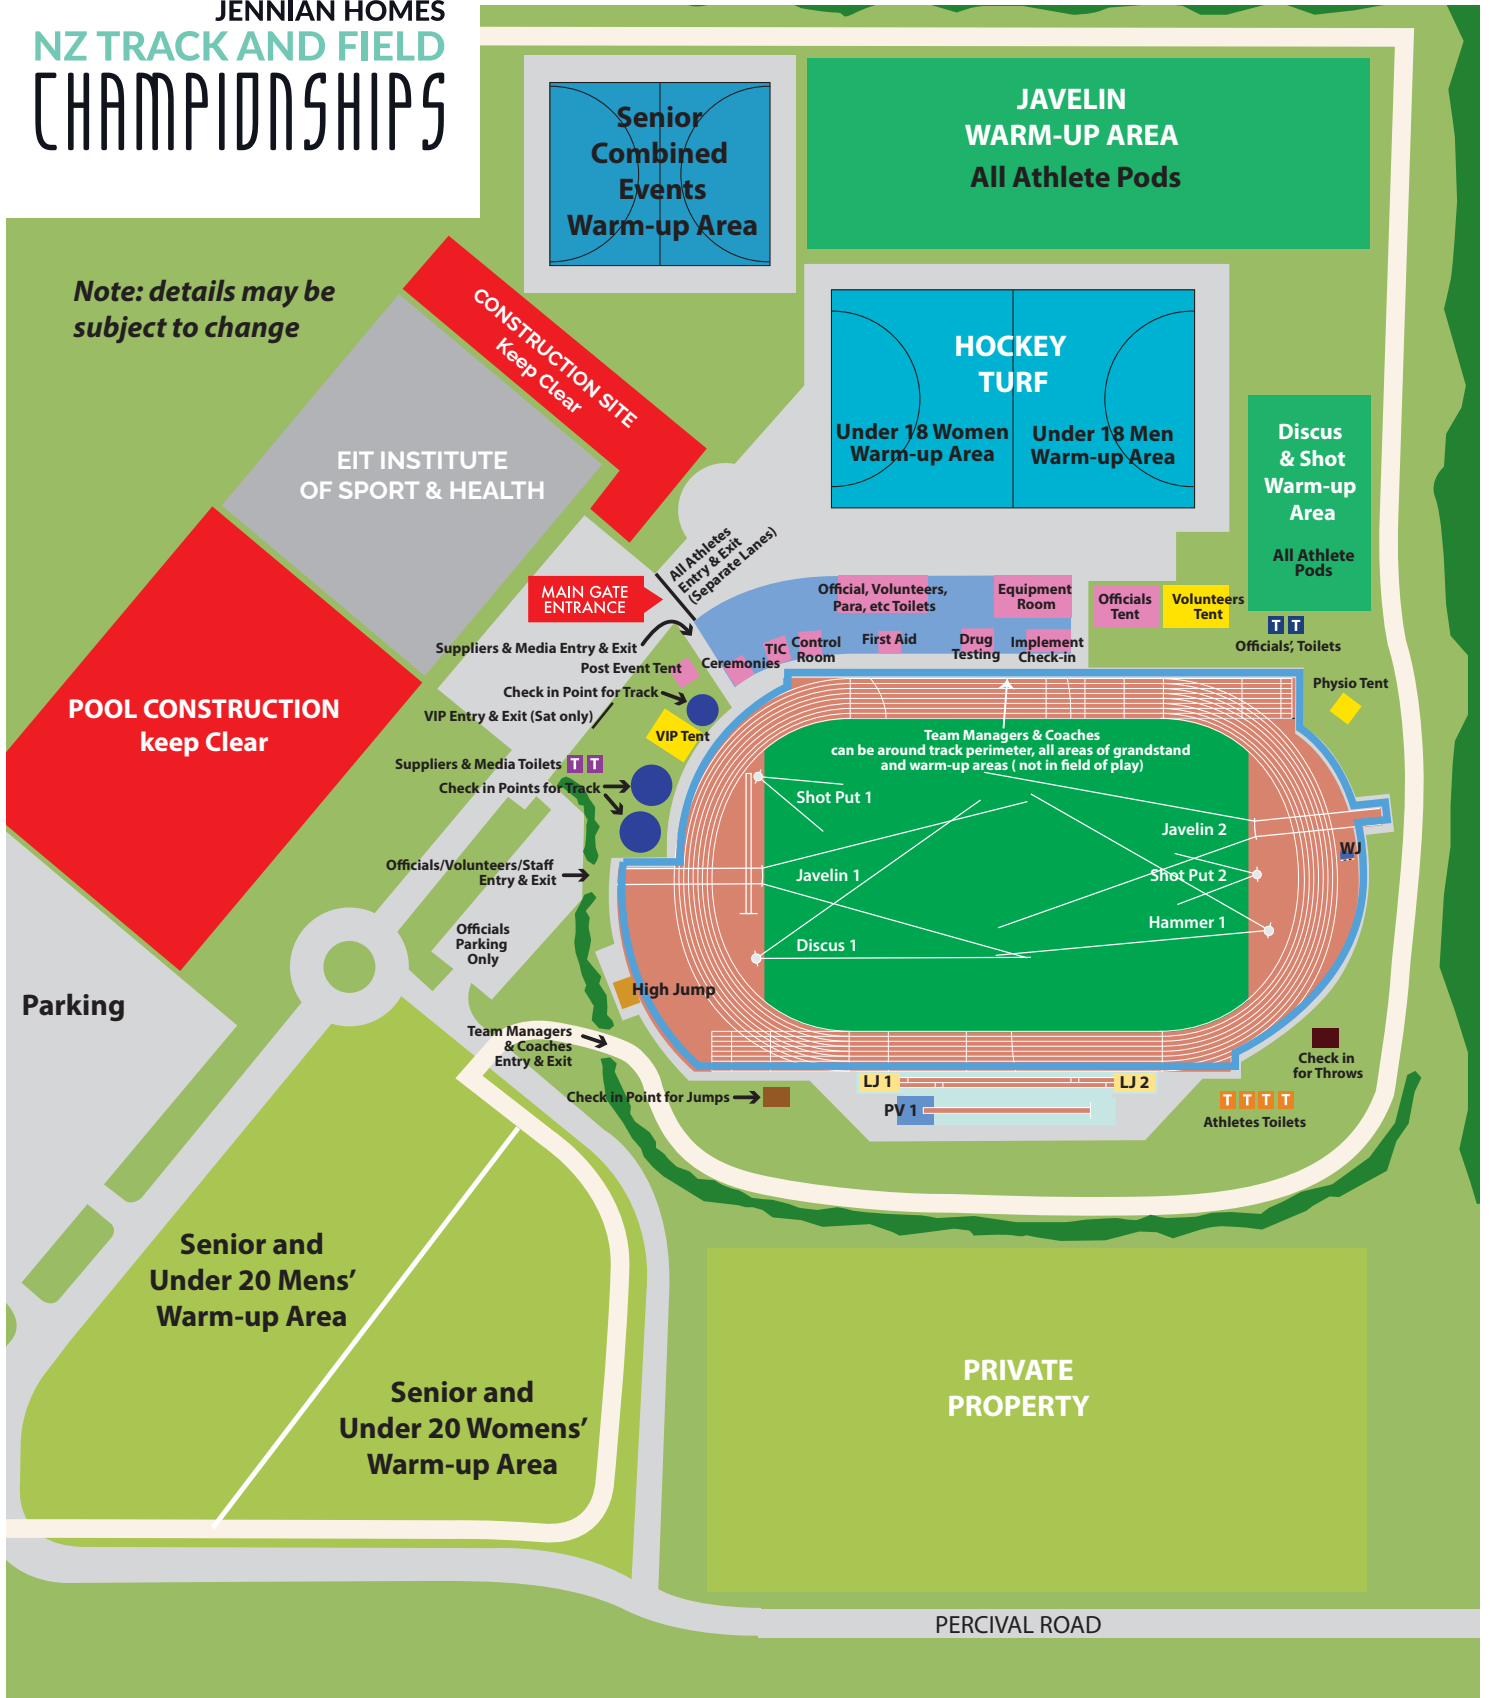 JENNIAN HOMES
NZ TRACK AND FIELD
CHAMPIONSHIPS
Senior
Combined
Events
Warm-up Area
JAVELIN
WARM-UP AREA
All Athlete Pods
Note: details may be
subject to change
CONSTRUCTION SITE
Keep Clear
HOCKEY
TURF
Under 18 Women
Warm-up Area
Under 18 Men
Warm-up Area
Discus
& Shot
Warm-up
Area
All Athlete
Pods
EIT INSTITUTE
OF SPORT & HEALTH
All Athletes
Entry & Exit
(Separate Lanes)
MAIN GATE
ENTRANCE
Official, Volunteers,
Para, etc Toilets
Equipment
Room
Officials
Tent
Volunteers
Tent
T T
Officials', Toilets
Suppliers & Media Entry & Exit
Post Event Tent
Ceremonies
TIC
Control
Room
First Aid
Drug
Testing
Implement
Check-in
Physio Tent
Check in Point for Track
VIP Entry & Exit (Sat only)
VIP Tent
POOL CONSTRUCTION
keep Clear
Team Managers & Coaches
can be around track perimeter, all areas of grandstand
and warm-up areas ( not in field of play)
Suppliers & Media Toilets T T
Check in Points for Track
Shot Put 1
Javelin 2
WJ
Officials/Volunteers/Staff
Entry & Exit
Javelin 1
Shot Put 2
Hammer 1
Officials
Parking
Only
Discus 1
High Jump
Parking
Team Managers
& Coaches
Entry & Exit
Check in
for Throws
LJ 1
LJ 2
Check in Point for Jumps
PV 1
T T T T
Athletes Toilets
Senior and
Under 20 Mens'
Warm-up Area
Senior and
Under 20 Womens'
Warm-up Area
PRIVATE
PROPERTY
PERCIVAL ROAD